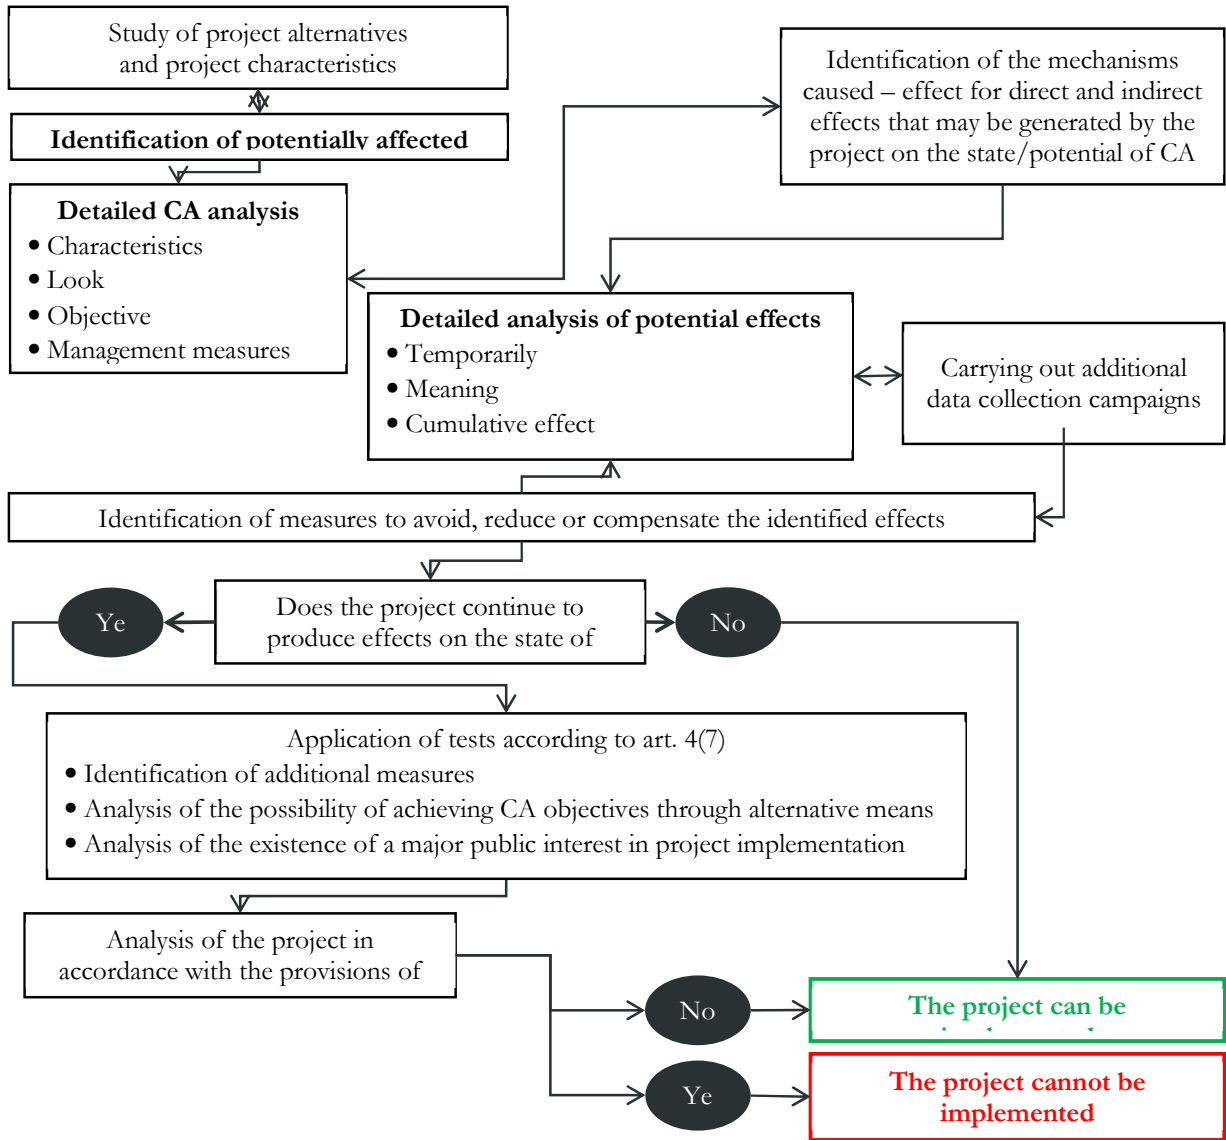 Study of project alternatives
and project characteristics
Identification of potentially affected
Detailed CA analysis
• Characteristics
• Look
• Objective
• Management measures
Identification of the mechanisms
caused – effect for direct and indirect
effects that may be generated by the
project on the state/potential of CA
Detailed analysis of potential effects
• Temporarily
• Meaning
• Cumulative effect
Carrying out additional
data collection campaigns
Identification of measures to avoid, reduce or compensate the identified effects
Does the project continue to
produce effects on the state of
Ye
No
Application of tests according to art. 4(7)
• Identification of additional measures
• Analysis of the possibility of achieving CA objectives through alternative means
• Analysis of the existence of a major public interest in project implementation
Analysis of the project in
accordance with the provisions of
No
The project can be
Ye
The project cannot be
implemented